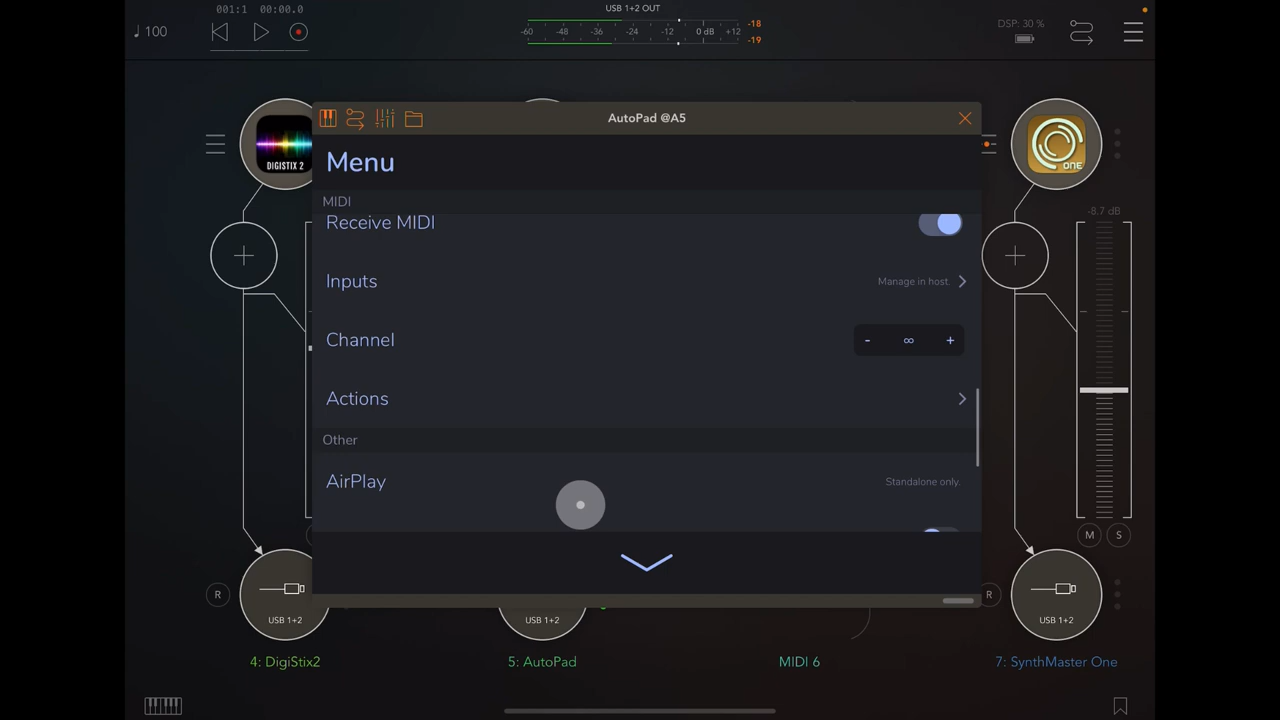 001:1 00:00.0
USB 1+2 OUT
100
-18
-60 -48 -36 -24 -12 0 dB +12
-19
DSP: 30 %
DIGISTIX 2
AutoPad @A5
ONE
Menu
MIDI
Receive MIDI
-8.7 dB
Inputs Manage in host.
Channel - ∞ +
Actions
Other
AirPlay Standalone only.
M S
R R
USB 1+2 USB 1+2 USB 1+2
4: DigiStix2 5: AutoPad MIDI 6 7: SynthMaster One